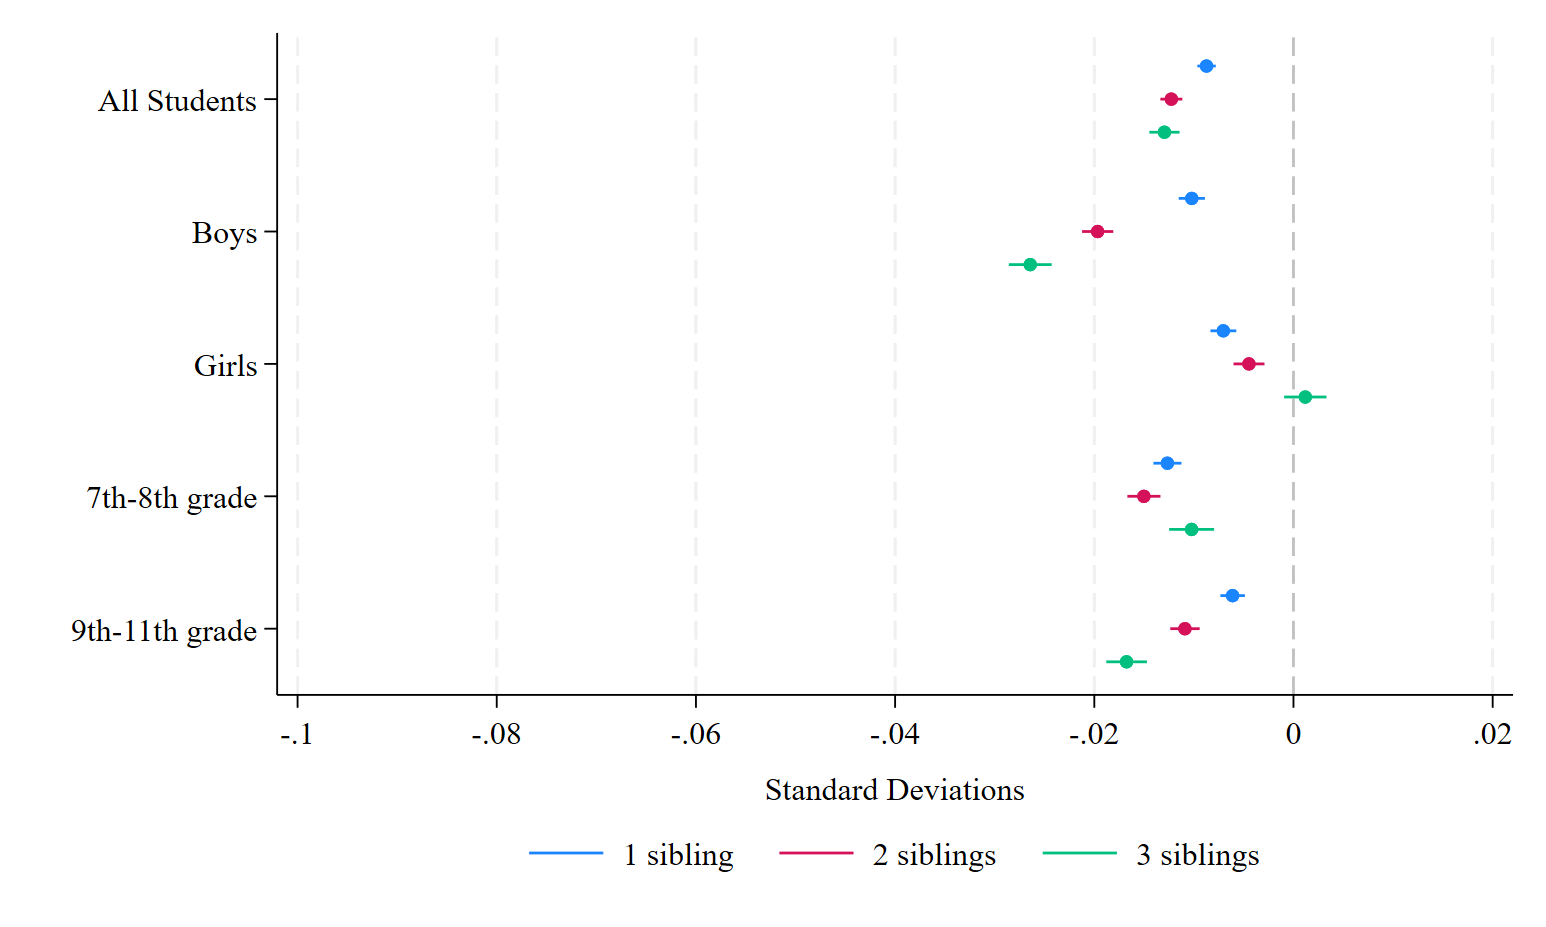 All Students
Boys
Girls
7th-8th grade
9th-11th grade
-.1 -.08 -.06 -.04 -.02 0 .02
Standard Deviations
1 sibling 2 siblings 3 siblings